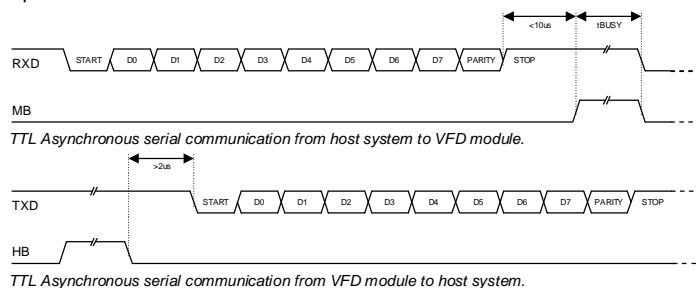 <10us tBUSY
RXD START D0 D1 D2 D3 D4 D5 D6 D7 PARITY STOP
MB
TTL Asynchronous serial communication from host system to VFD module.
>2us
TXD START D0 D1 D2 D3 D4 D5 D6 D7 PARITY STOP
HB
TTL Asynchronous serial communication from VFD module to host system.